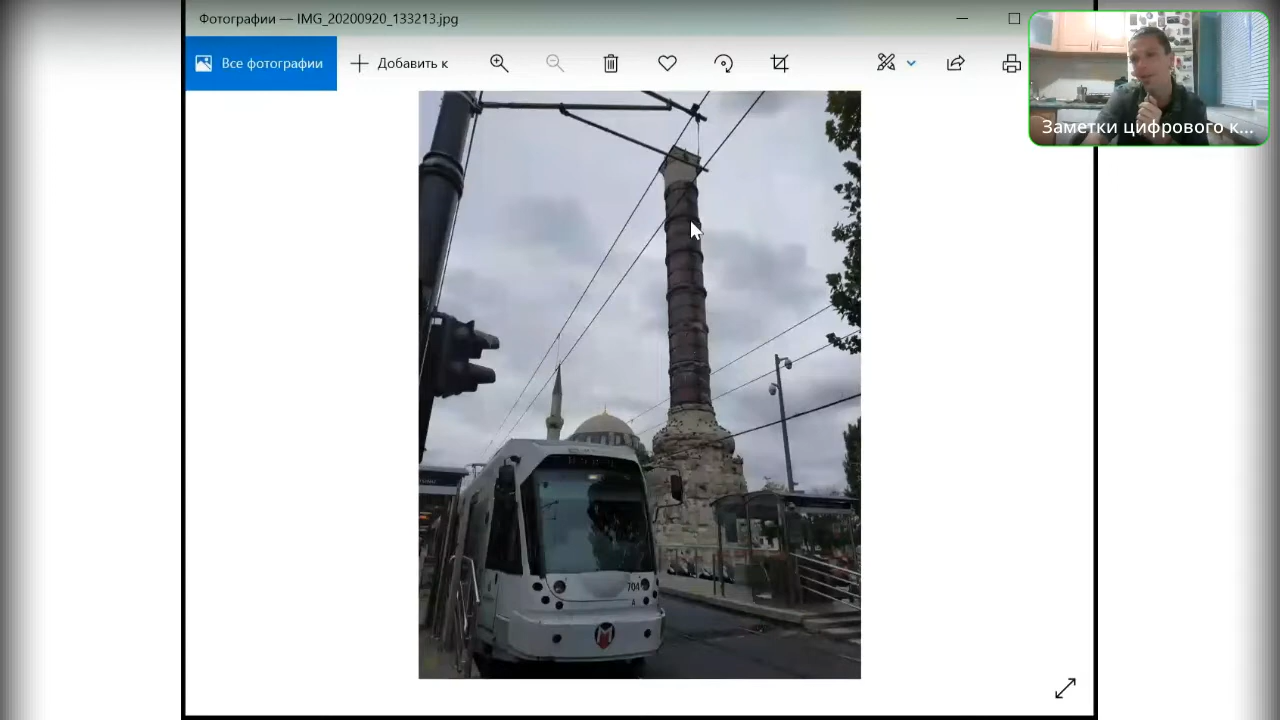 Фотографии — IMG_20200920_133213.jpg
Все фотографии
Добавить к
Заметки цифрового к...
704
A
M